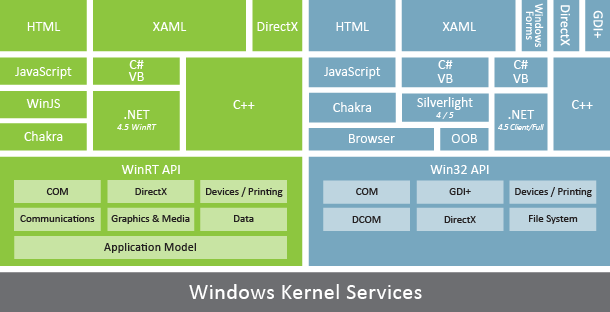 HTML
XAML
DirectX
HTML
XAML
Windows
Forms
DirectX
GDI+
JavaScript
C#
VB
C++
JavaScript
C#
VB
C#
VB
C++
WinJS
.NET
4.5 WinRT
Chakra
Silverlight
4 / 5
.NET
4.5 Client/Full
Chakra
Browser
OOB
WinRT API
COM
DirectX
Devices / Printing
Communications
Graphics & Media
Data
Application Model
Win32 API
COM
GDI+
Devices / Printing
DCOM
DirectX
File System
Windows Kernel Services